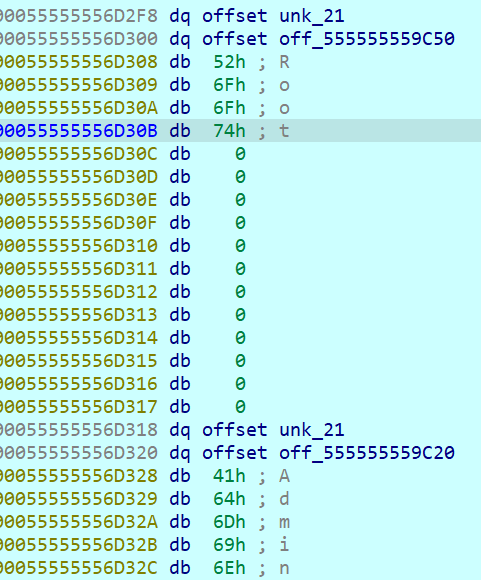 00055555556D2F8 dq offset unk_21
00055555556D300 dq offset off_555555559C50
00055555556D308 db 52h ; R
00055555556D309 db 6Fh ; o
00055555556D30A db 6Fh ; o
00055555556D30B db 74h ; t
00055555556D30C db 0
00055555556D30D db 0
00055555556D30E db 0
00055555556D30F db 0
00055555556D310 db 0
00055555556D311 db 0
00055555556D312 db 0
00055555556D313 db 0
00055555556D314 db 0
00055555556D315 db 0
00055555556D316 db 0
00055555556D317 db 0
00055555556D318 dq offset unk_21
00055555556D320 dq offset off_555555559C20
00055555556D328 db 41h ; A
00055555556D329 db 64h ; d
00055555556D32A db 6Dh ; m
00055555556D32B db 69h ; i
00055555556D32C db 6Eh ; n